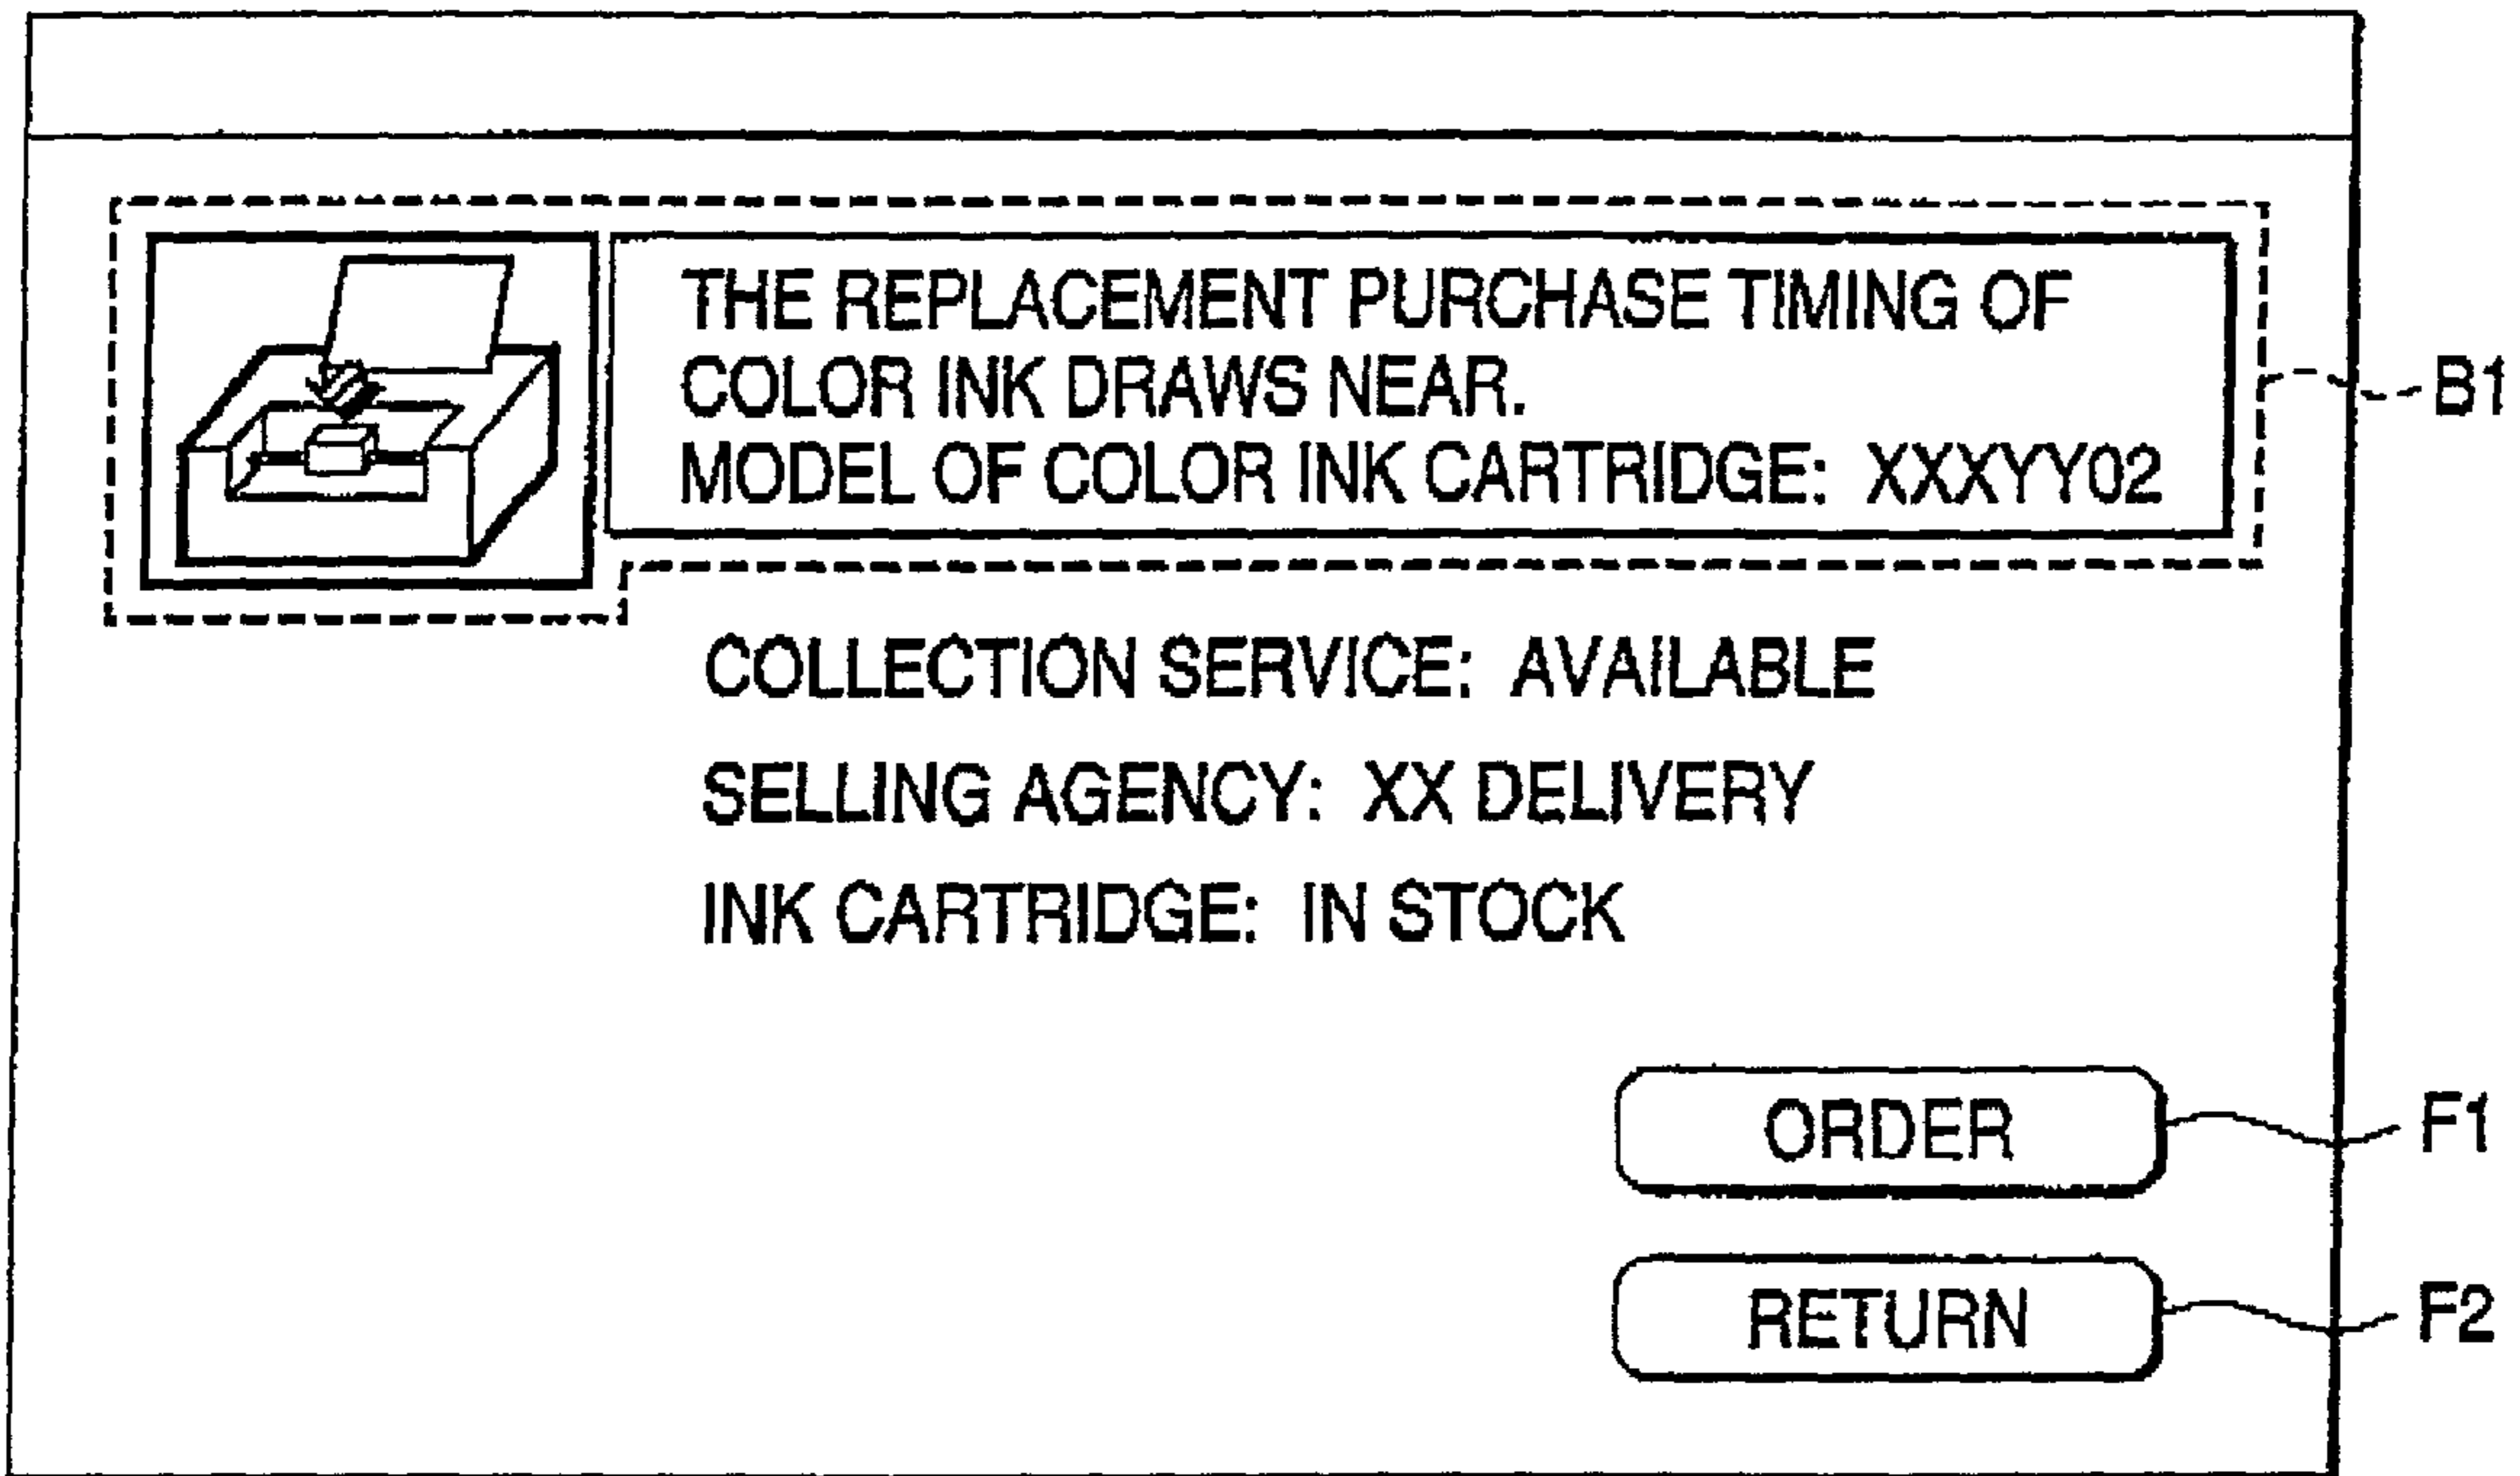 THE REPLACEMENT PURCHASE TIMING OF
COLOR INK DRAWS NEAR.
MODEL OF COLOR INK CARTRIDGE: XXXYY02
B1
COLLECTION SERVICE: AVAILABLE
SELLING AGENCY: XX DELIVERY
INK CARTRIDGE: IN STOCK
ORDER
F1
RETURN
F2